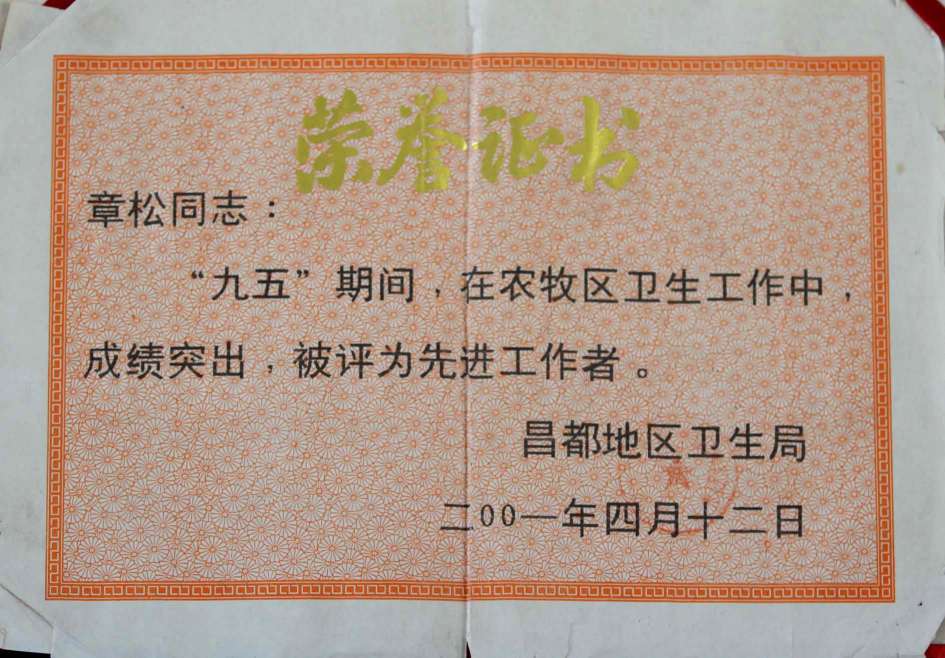 荣誉证书
章松同志：
“九五”期间，在农牧区卫生工作中，
成绩突出，被评为先进工作者。
昌都地区卫生局
二00一年四月十二日